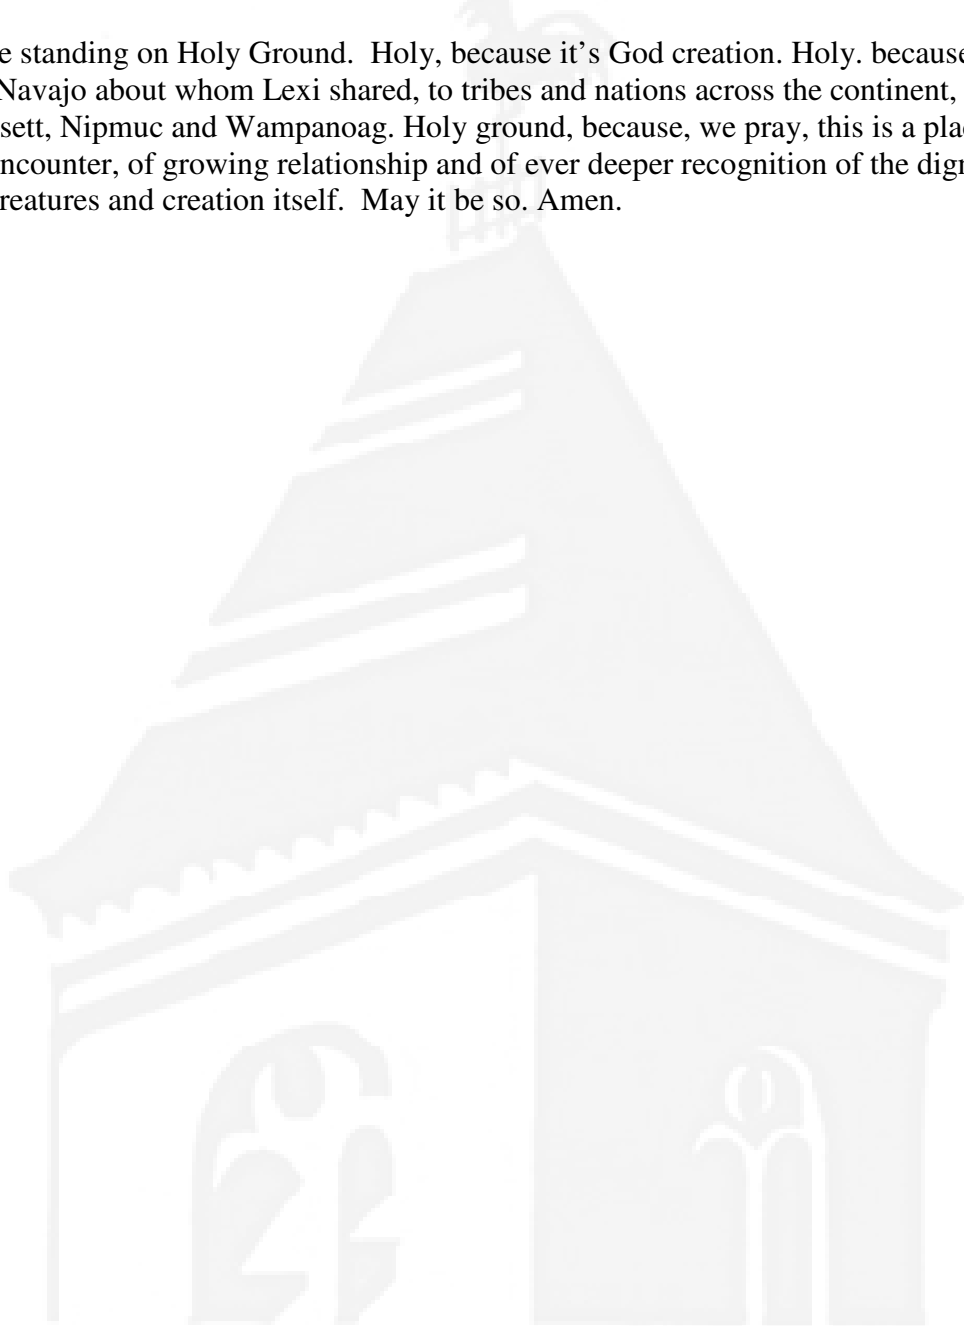 e standing on Holy Ground.  Holy, because it's God creation. Holy. because
Navajo about whom Lexi shared, to tribes and nations across the continent,
sett, Nipmuc and Wampanoag. Holy ground, because, we pray, this is a plac
ncounter, of growing relationship and of ever deeper recognition of the dign
reatures and creation itself.  May it be so. Amen.